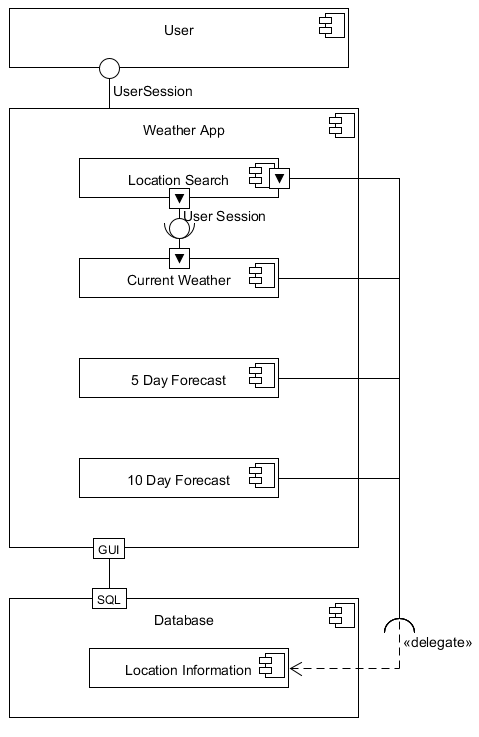 User
UserSession
Weather App
Location Search
User Session
Current Weather
5 Day Forecast
10 Day Forecast
GUI
SQL
Database
«delegate»
Location Information